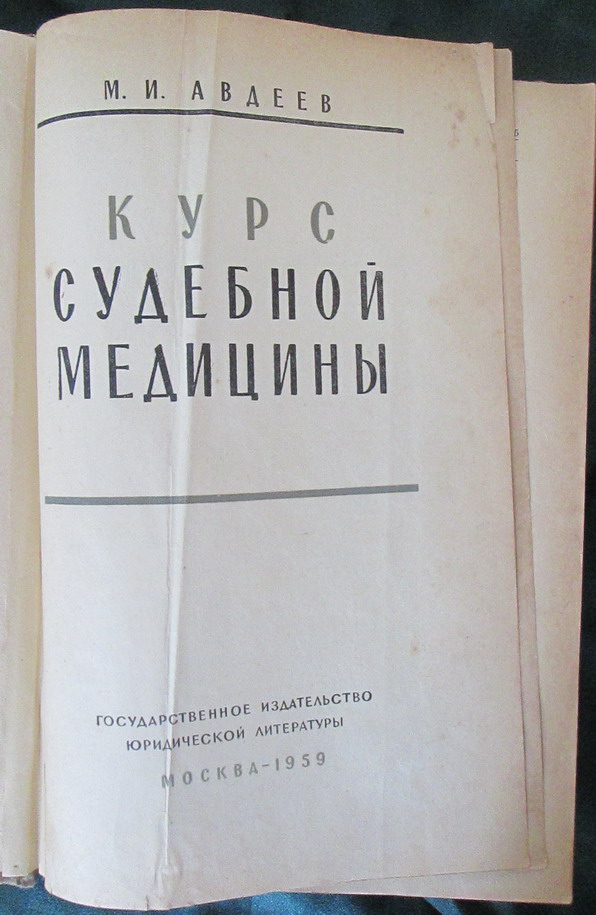 М. И. АВДЕЕВ
КУРС
СУДЕБНОЙ
МЕДИЦИНЫ
ГОСУДАРСТВЕННОЕ ИЗДАТЕЛЬСТВО
ЮРИДИЧЕСКОЙ ЛИТЕРАТУРЫ
МОСКВА-1959